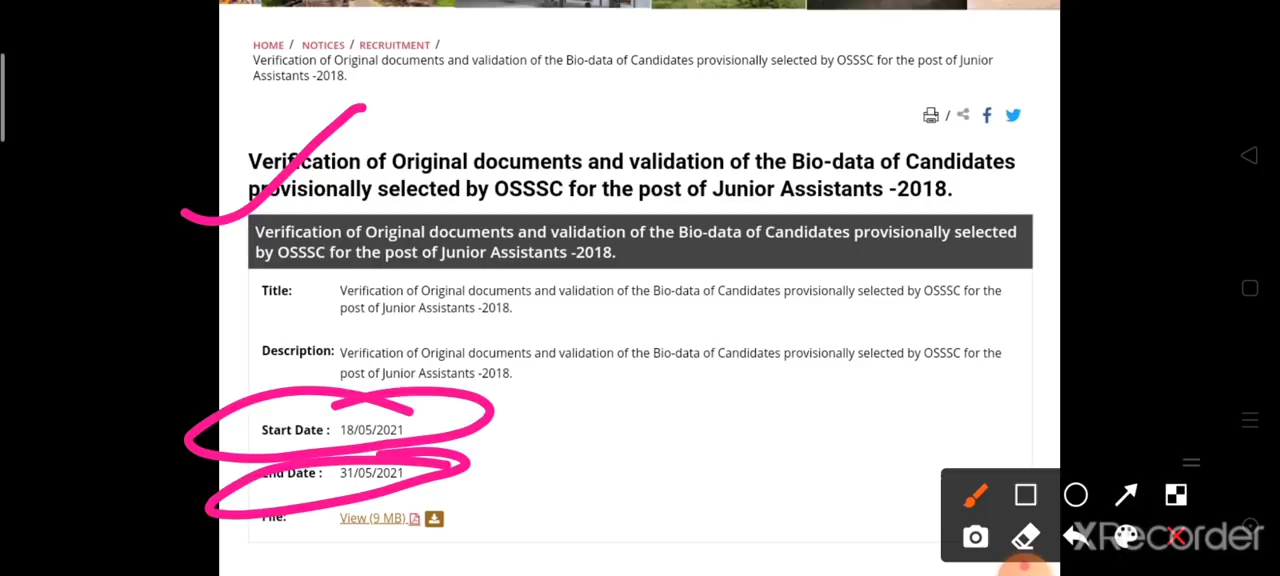 HOME / NOTICES / RECRUITMENT /
Verification of Original documents and validation of the Bio-data of Candidates provisionally selected by OSSSC for the post of Junior
Assistants -2018.
/
Verification of Original documents and validation of the Bio-data of Candidates
provisionally selected by OSSSC for the post of Junior Assistants -2018.
Verification of Original documents and validation of the Bio-data of Candidates provisionally selected
by OSSSC for the post of Junior Assistants -2018.
Title: Verification of Original documents and validation of the Bio-data of Candidates provisionally selected by OSSSC for the
post of Junior Assistants -2018.
Description: Verification of Original documents and validation of the Bio-data of Candidates provisionally selected by OSSSC for the
post of Junior Assistants -2018.
Start Date : 18/05/2021
End Date : 31/05/2021
File: View (9 MB)
XRecorder